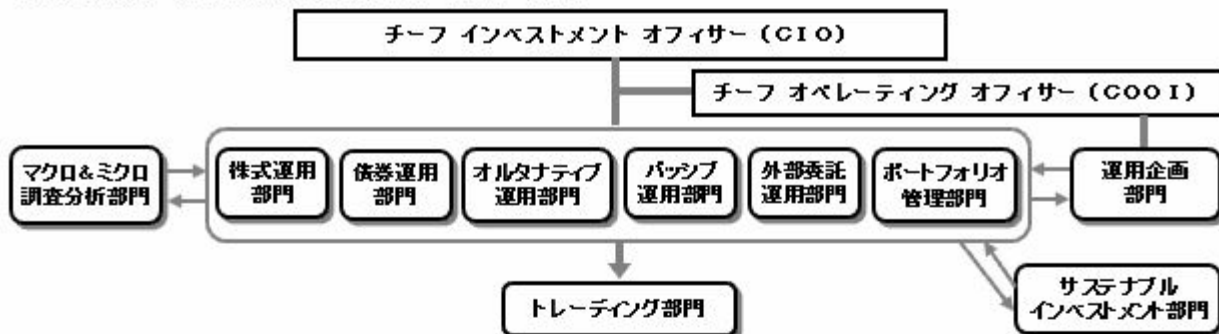 チーフ インベストメント オフィサー (CIO)
チーフ オペレーティング オフィサー (COOI)
マクロ&ミクロ
調査分析部門
株式運用
部門
債券運用
部門
オルタナティブ
運用部門
パッシブ
運用部門
外部委託
運用部門
ポートフォリオ
管理部門
運用企画
部門
トレーディング部門
サステナブル
インベストメント部門